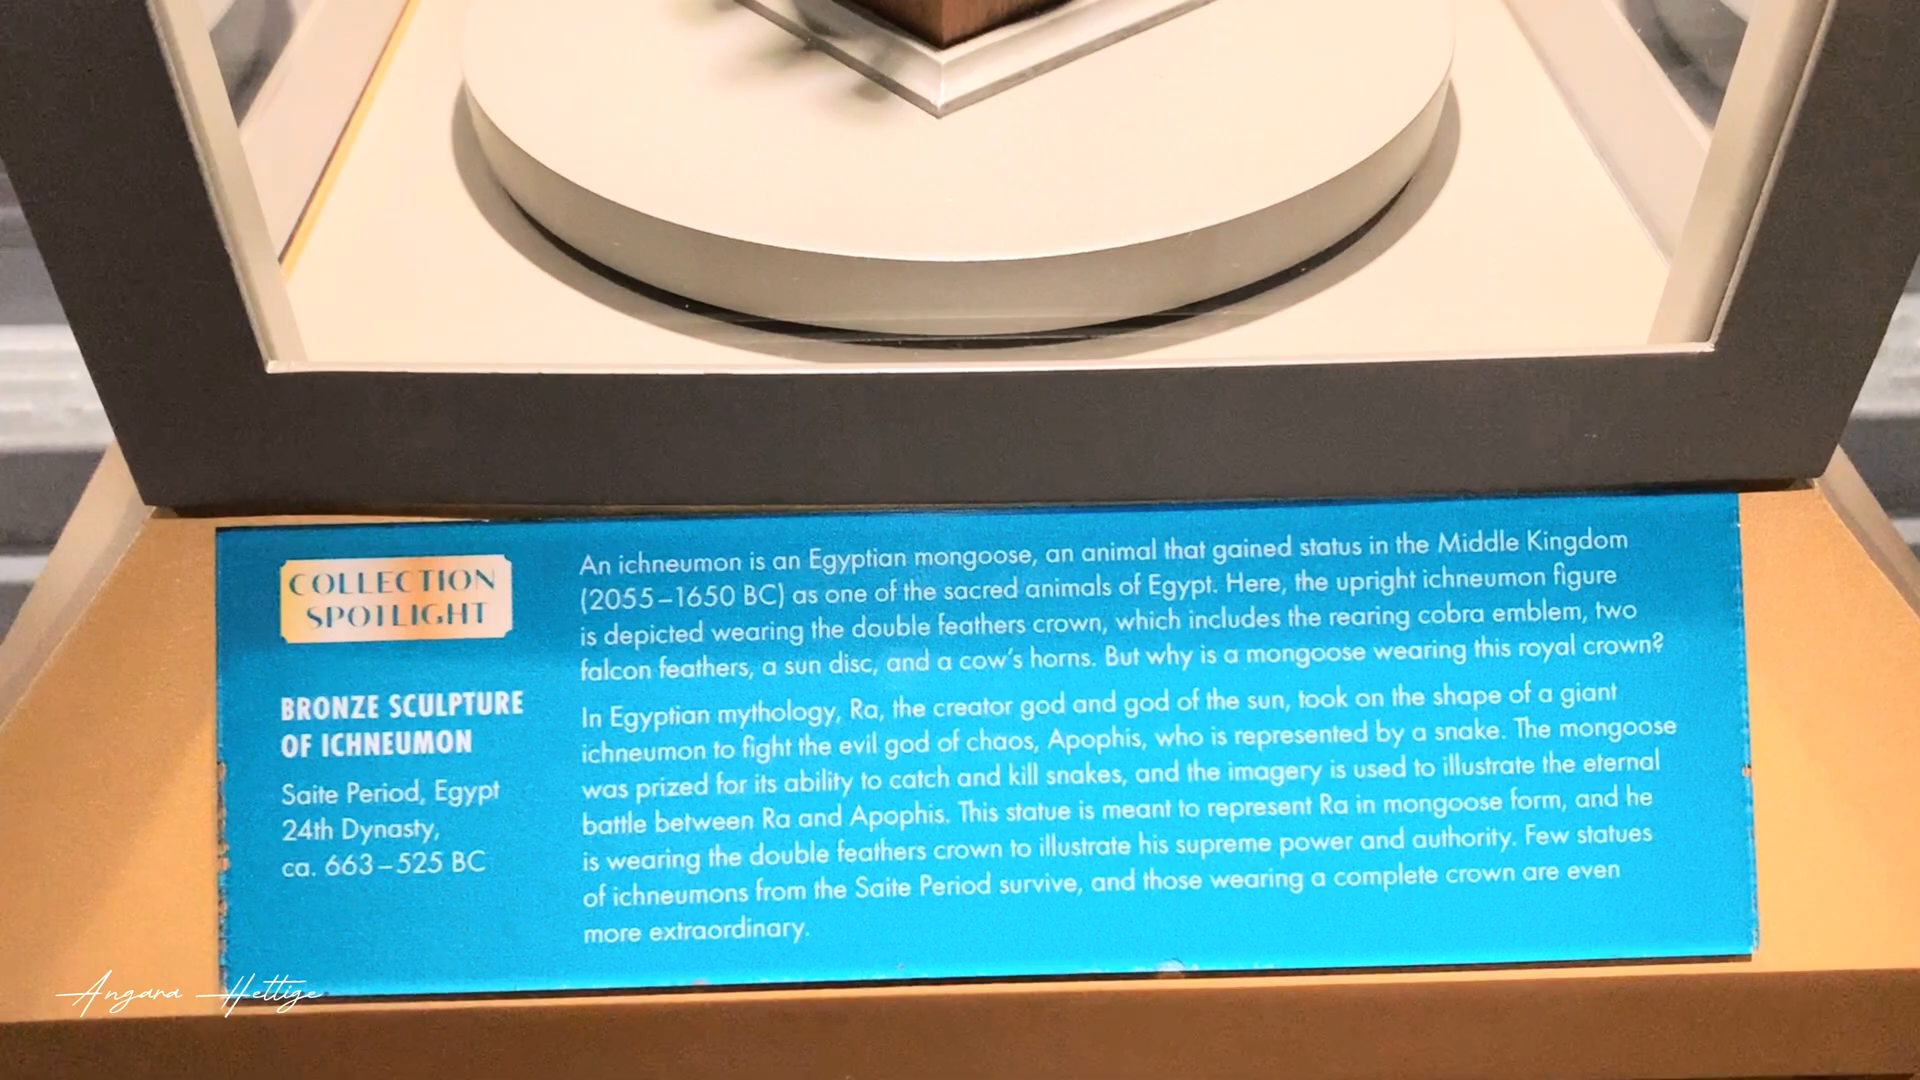 COLLECTION
SPOTLIGHT
BRONZE SCULPTURE
OF ICHNEUMON
Saite Period, Egypt
24th Dynasty,
ca. 663–525 BC
An ichneumon is an Egyptian mongoose, an animal that gained status in the Middle Kingdom
(2055–1650 BC) as one of the sacred animals of Egypt. Here, the upright ichneumon figure
is depicted wearing the double feathers crown, which includes the rearing cobra emblem, two
falcon feathers, a sun disc, and a cow's horns. But why is a mongoose wearing this royal crown?
In Egyptian mythology, Ra, the creator god and god of the sun, took on the shape of a giant
ichneumon to fight the evil god of chaos, Apophis, who is represented by a snake. The mongoose
was prized for its ability to catch and kill snakes, and the imagery is used to illustrate the eternal
battle between Ra and Apophis. This statue is meant to represent Ra in mongoose form, and he
is wearing the double feathers crown to illustrate his supreme power and authority. Few statues
of ichneumons from the Saite Period survive, and those wearing a complete crown are even
more extraordinary.
Angana Hettige